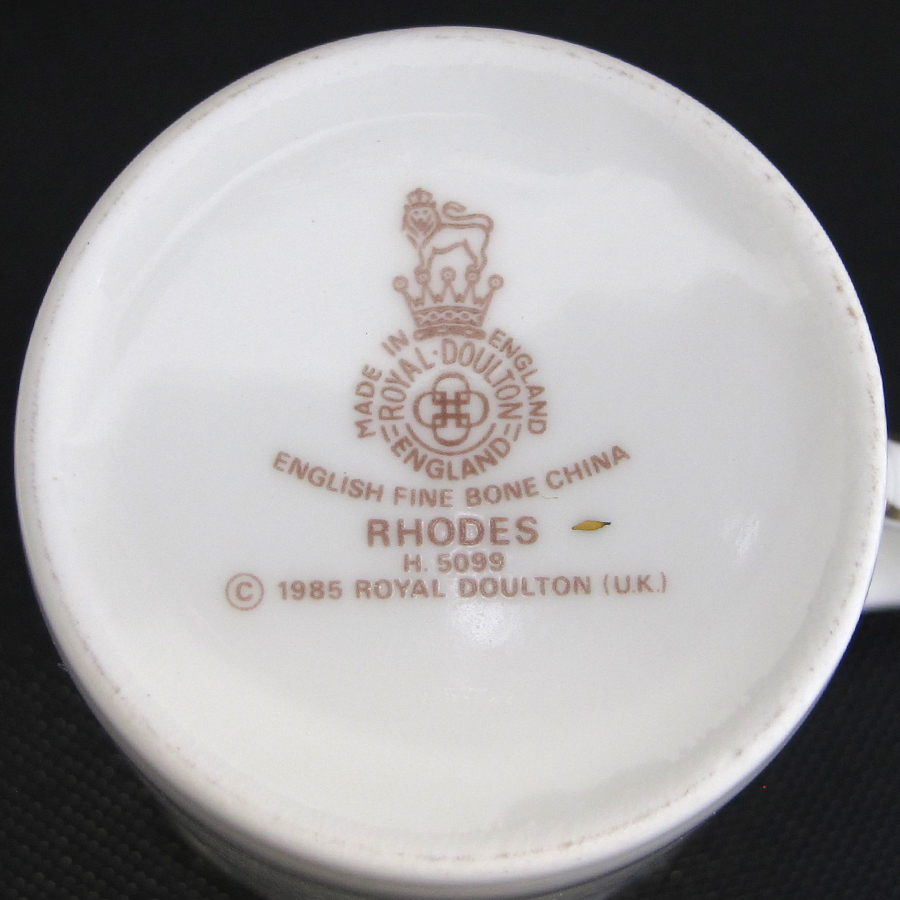 MADE IN ENGLAND
ROYAL·DOULTON
ENGLAND
ENGLISH FINE BONE CHINA
RHODES
H. 5099
© 1985 ROYAL DOULTON (U.K.)